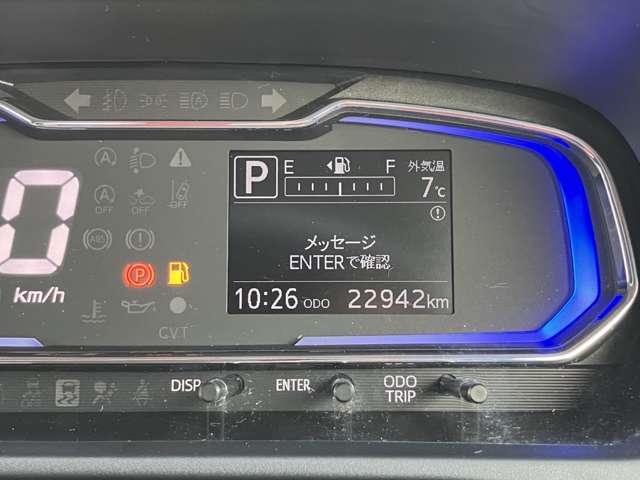 E F 外気温
P 7℃
A
A OFF OFF OFF
メッセージ
ENTERで確認
0 ABS
km/h P
10:26 ODO 22942km
C.V.T
DISP ENTER ODO
TRIP